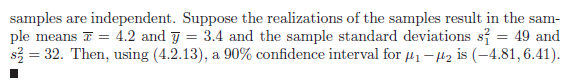 samples are independent. Suppose the realizations of the samples result in the sam-
ple means x̅ = 4.2 and y̅ = 3.4 and the sample standard deviations s₁² = 49 and
s₂² = 32. Then, using (4.2.13), a 90% confidence interval for μ₁−μ₂ is (−4.81, 6.41).